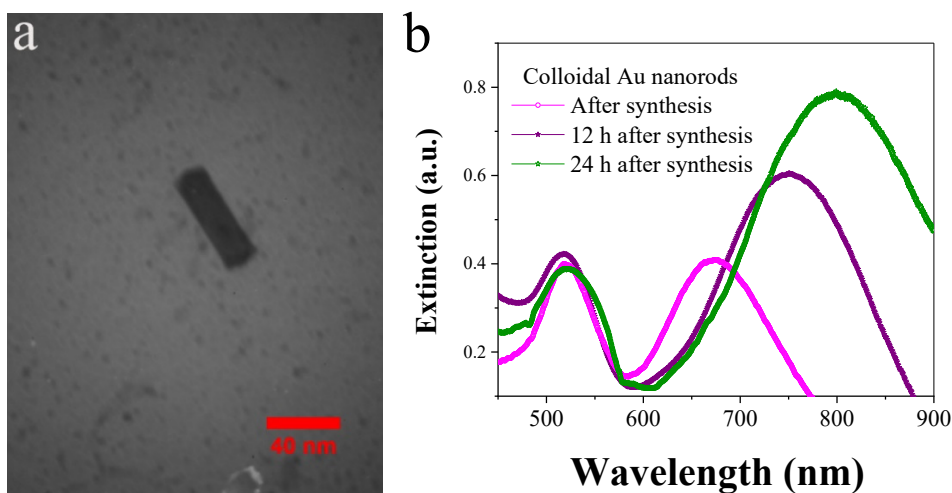 a
40 nm
b
Colloidal Au nanorods
After synthesis
12 h after synthesis
24 h after synthesis
Extinction (a.u.)
0.8
0.6
0.4
0.2
500
600
700
800
900
Wavelength (nm)